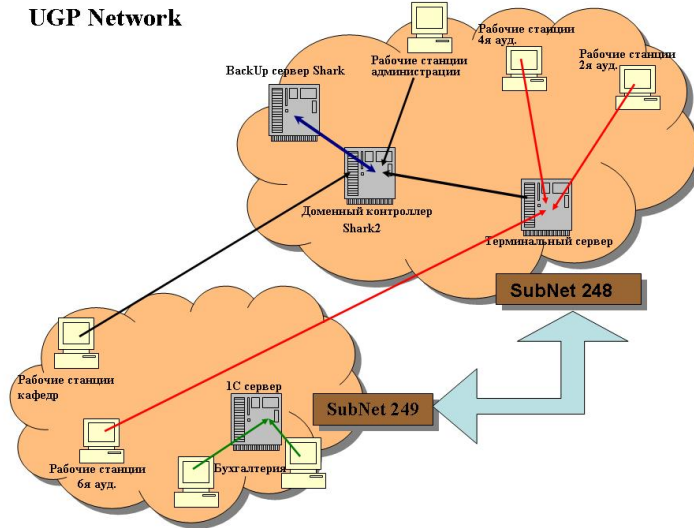 UGP Network
Рабочие станции
4я ауд.
Рабочие станции
2я ауд.
Рабочие станции
администрации
BackUp сервер Shark
Доменный контроллер
Shark2
Терминальный сервер
SubNet 248
Рабочие станции
кафедр
1С сервер
SubNet 249
Рабочие станции
6я ауд.
Бухгалтерия